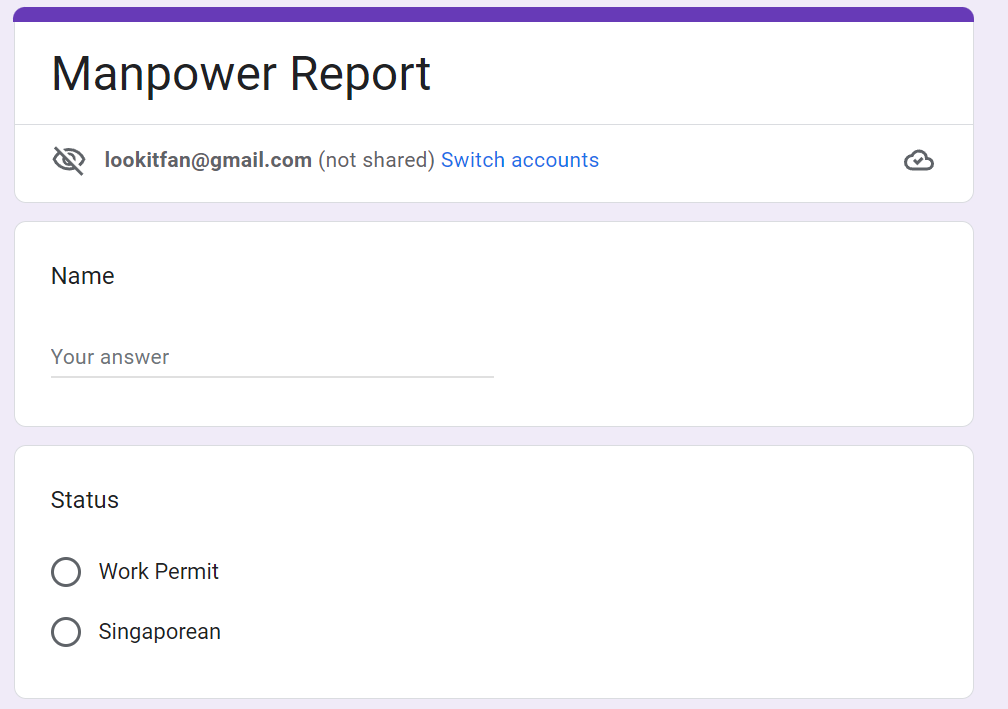 Manpower Report
lookitfan@gmail.com (not shared) Switch accounts
Name
Your answer
Status
Work Permit
Singaporean